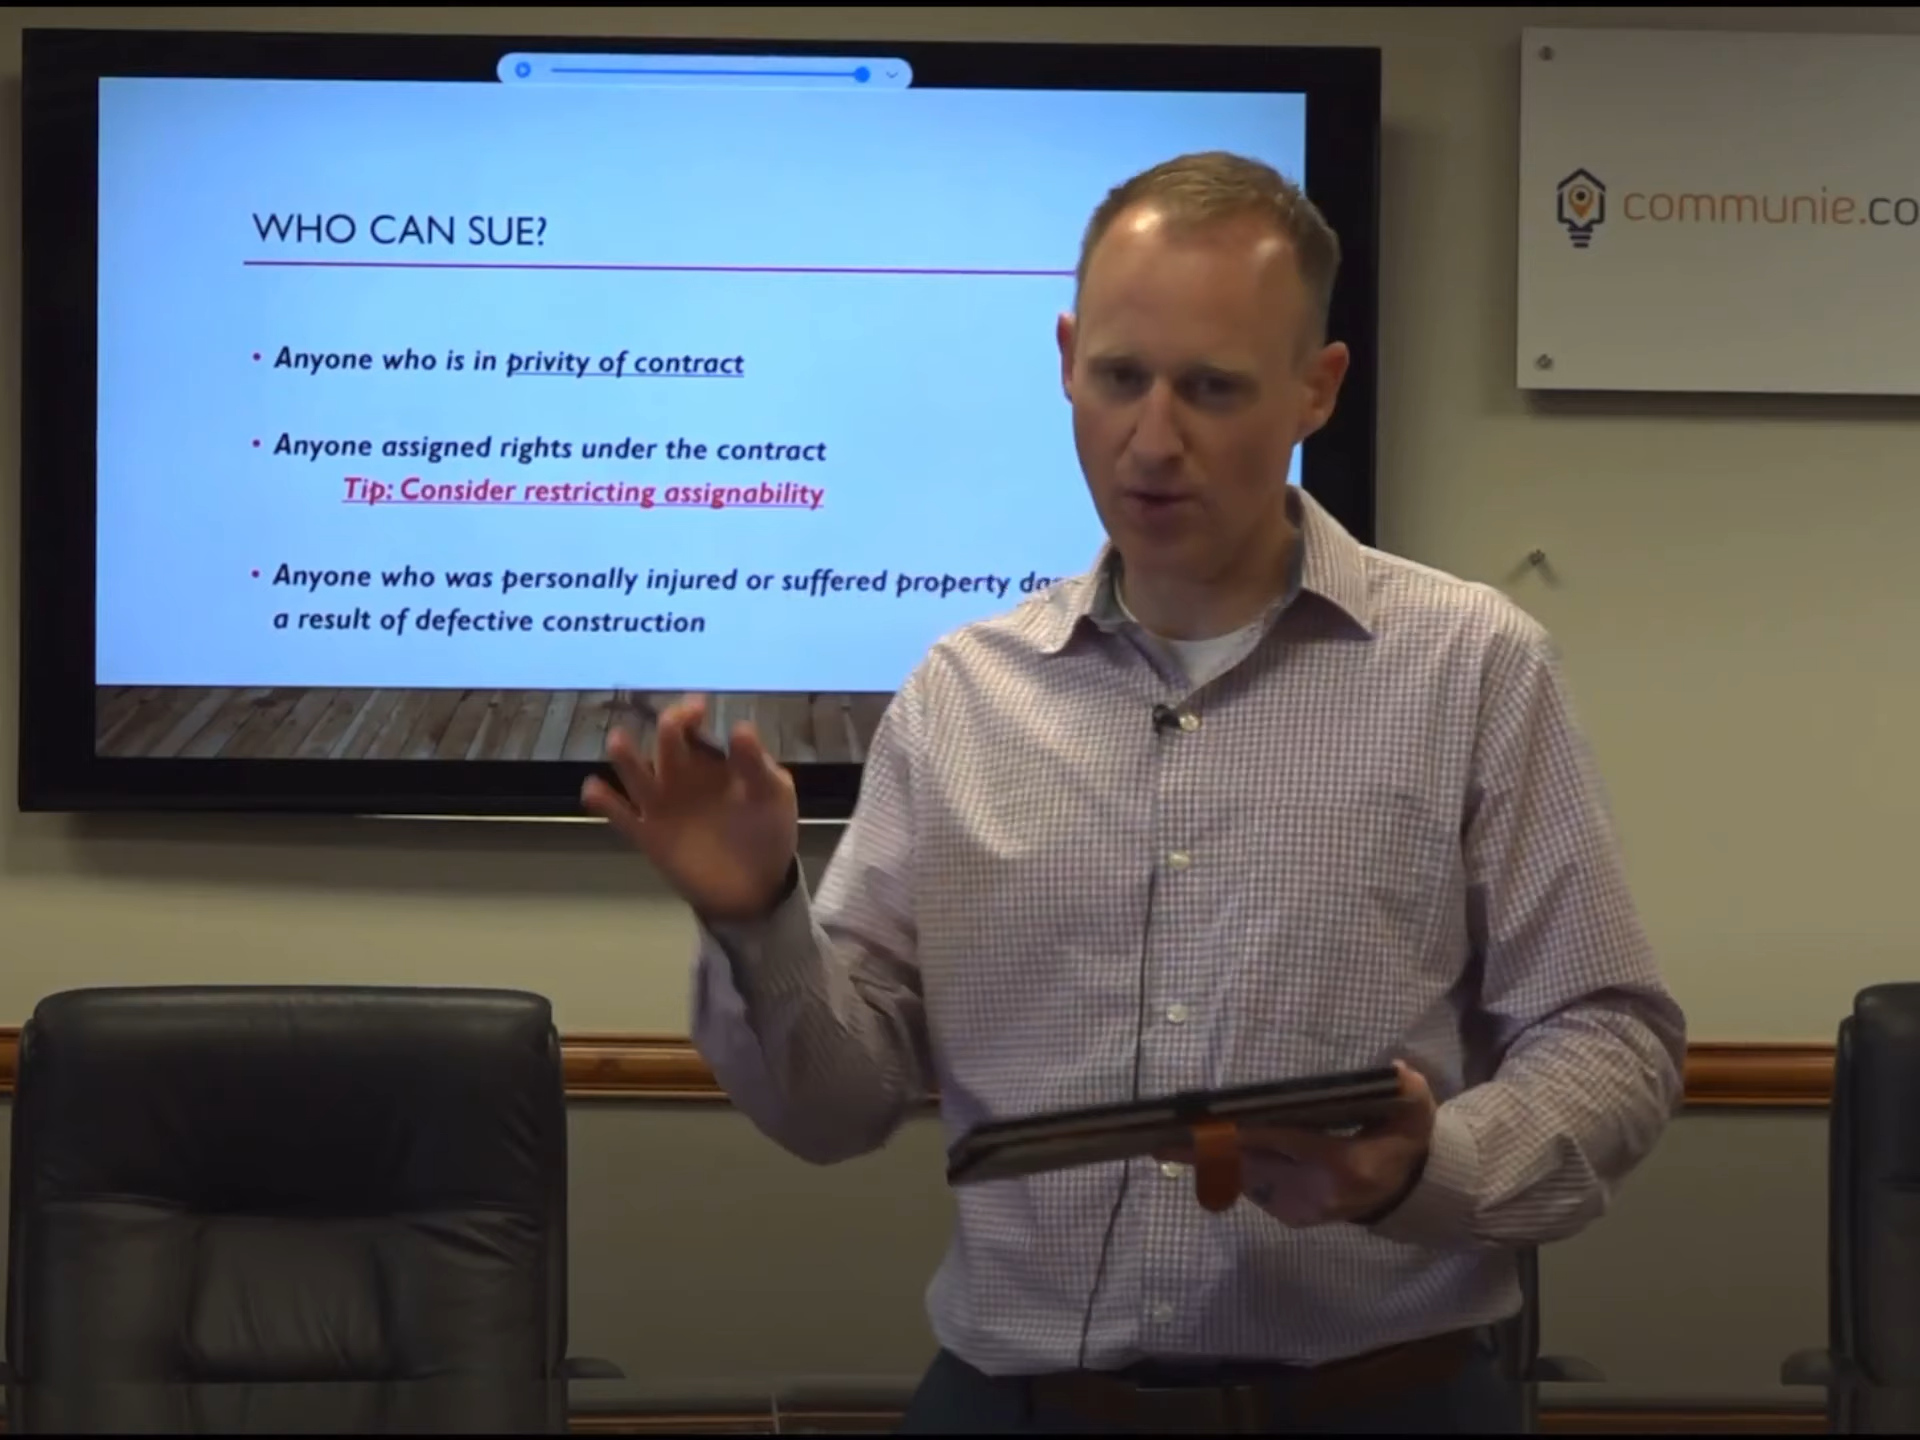 WHO CAN SUE?
• Anyone who is in privity of contract
• Anyone assigned rights under the contract
Tip: Consider restricting assignability
• Anyone who was personally injured or suffered property
a result of defective construction
communie.co